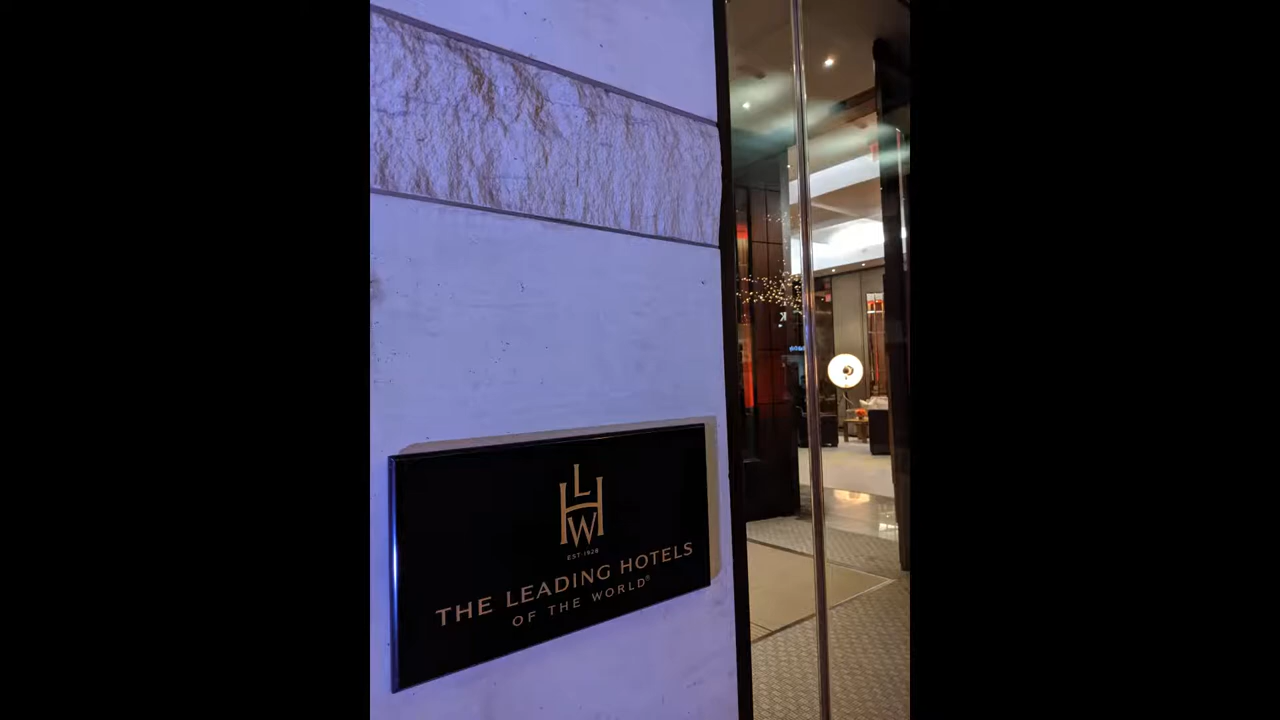 LHW
EST. 1928
THE LEADING HOTELS
OF THE WORLD®